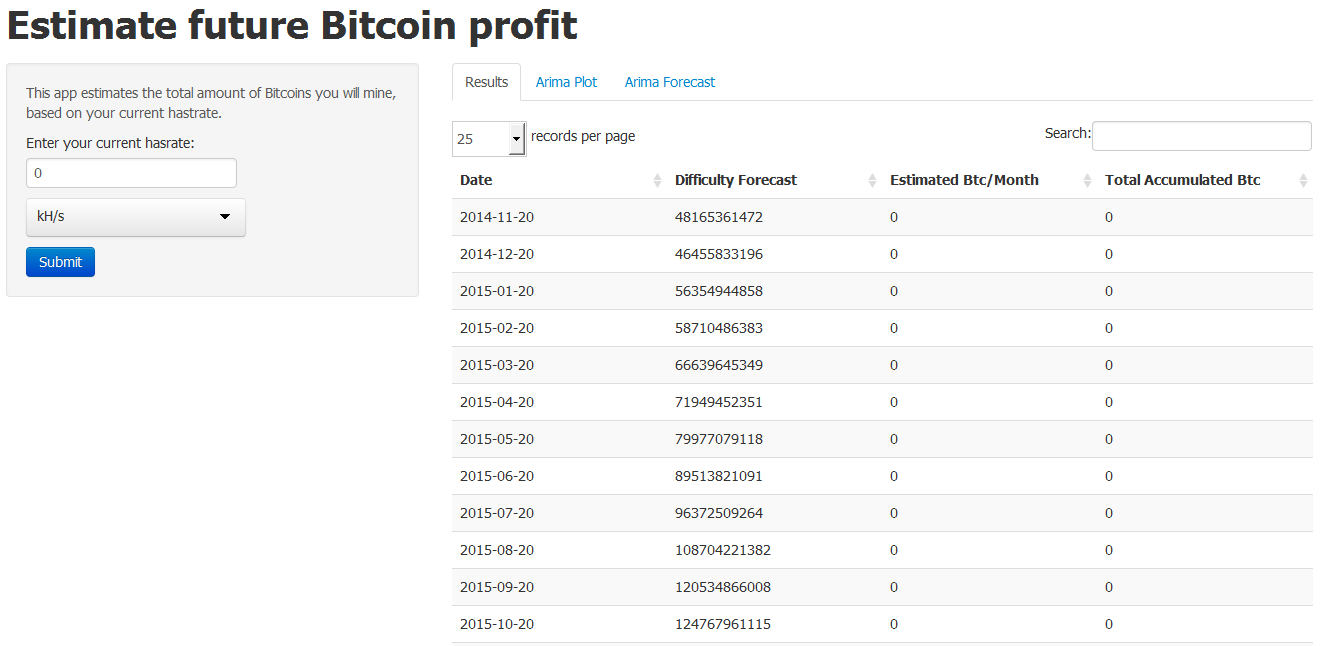 Estimate future Bitcoin profit
This app estimates the total amount of Bitcoins you will mine,
based on your current hastrate.
Enter your current hasrate:
0
kH/s
Submit
Results Arima Plot Arima Forecast
25 records per page Search:
Date Difficulty Forecast Estimated Btc/Month Total Accumulated Btc
2014-11-20 48165361472 0 0
2014-12-20 46455833196 0 0
2015-01-20 56354944858 0 0
2015-02-20 58710486383 0 0
2015-03-20 66639645349 0 0
2015-04-20 71949452351 0 0
2015-05-20 79977079118 0 0
2015-06-20 89513821091 0 0
2015-07-20 96372509264 0 0
2015-08-20 108704221382 0 0
2015-09-20 120534866008 0 0
2015-10-20 124767961115 0 0